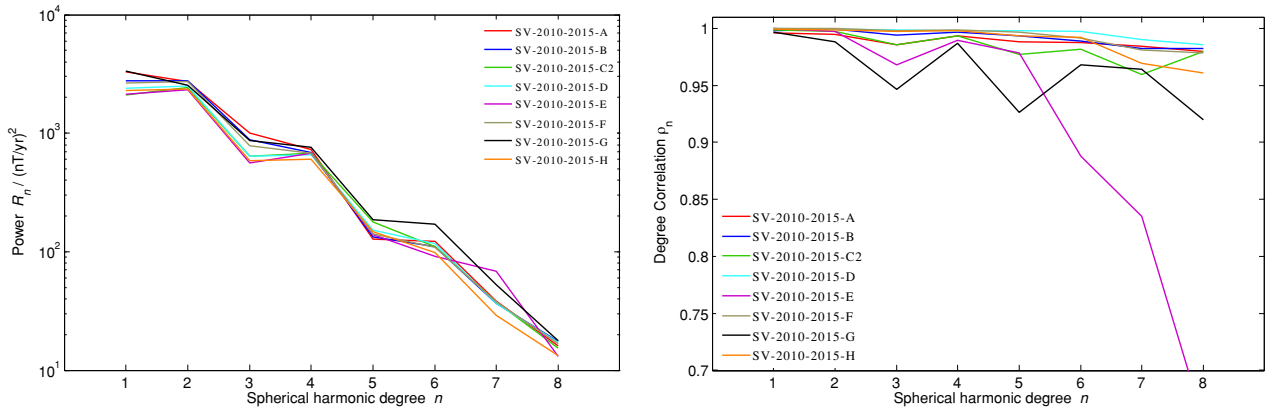 10^4
10^3
10^2
10^1
Power R_n / (nT/yr)^2
SV-2010-2015-A
SV-2010-2015-B
SV-2010-2015-C2
SV-2010-2015-D
SV-2010-2015-E
SV-2010-2015-F
SV-2010-2015-G
SV-2010-2015-H
1 2 3 4 5 6 7 8
Spherical harmonic degree n
1
0.95
0.9
0.85
0.8
0.75
0.7
Degree Correlation ρ_n
SV-2010-2015-A
SV-2010-2015-B
SV-2010-2015-C2
SV-2010-2015-D
SV-2010-2015-E
SV-2010-2015-F
SV-2010-2015-G
SV-2010-2015-H
1 2 3 4 5 6 7 8
Spherical harmonic degree n